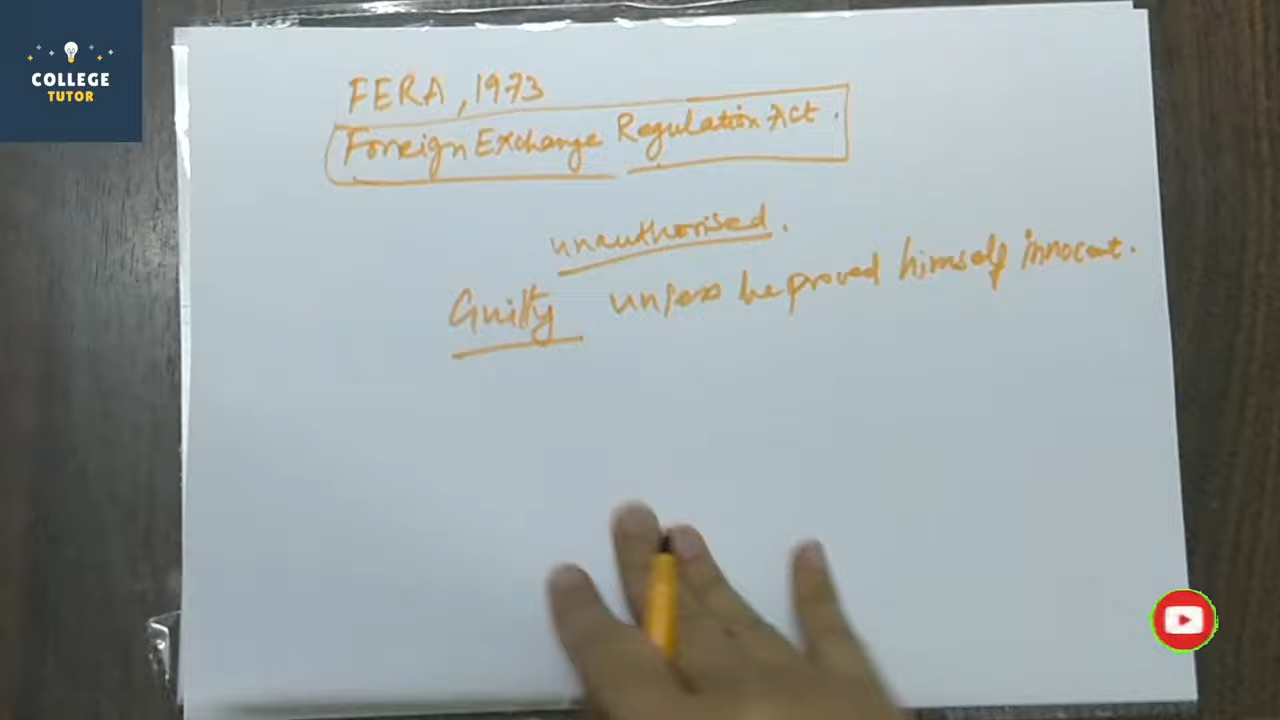 COLLEGE
TUTOR
FERA, 1973
Foreign Exchange Regulation Act.
unauthorised.
Guilty unless he proved himself innocent.